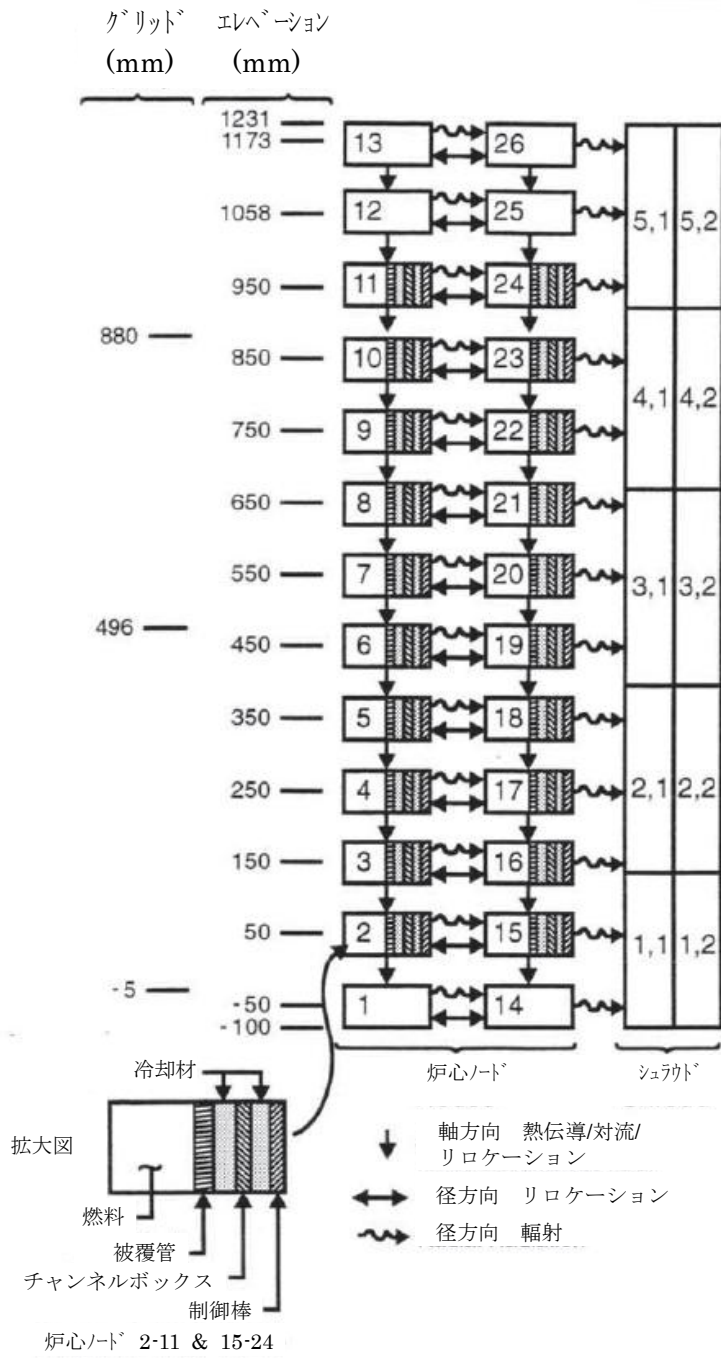 グリッド エレベーション
(mm) (mm)
1231
1173
13 26
1058
12 25
5,1 5,2
950
11 24
880
850
10 23
4,1 4,2
750
9 22
650
8 21
550
7 20
3,1 3,2
496
450
6 19
350
5 18
250
4 17
2,1 2,2
150
3 16
50
2 15
1,1 1,2
-5
-50
1 14
-100
炉心ノード シュラウド
冷却材
拡大図
燃料
被覆管
チャンネルボックス
制御棒
炉心ノード 2-11 & 15-24
軸方向 熱伝導/対流/
リロケーション
径方向 リロケーション
径方向 輻射